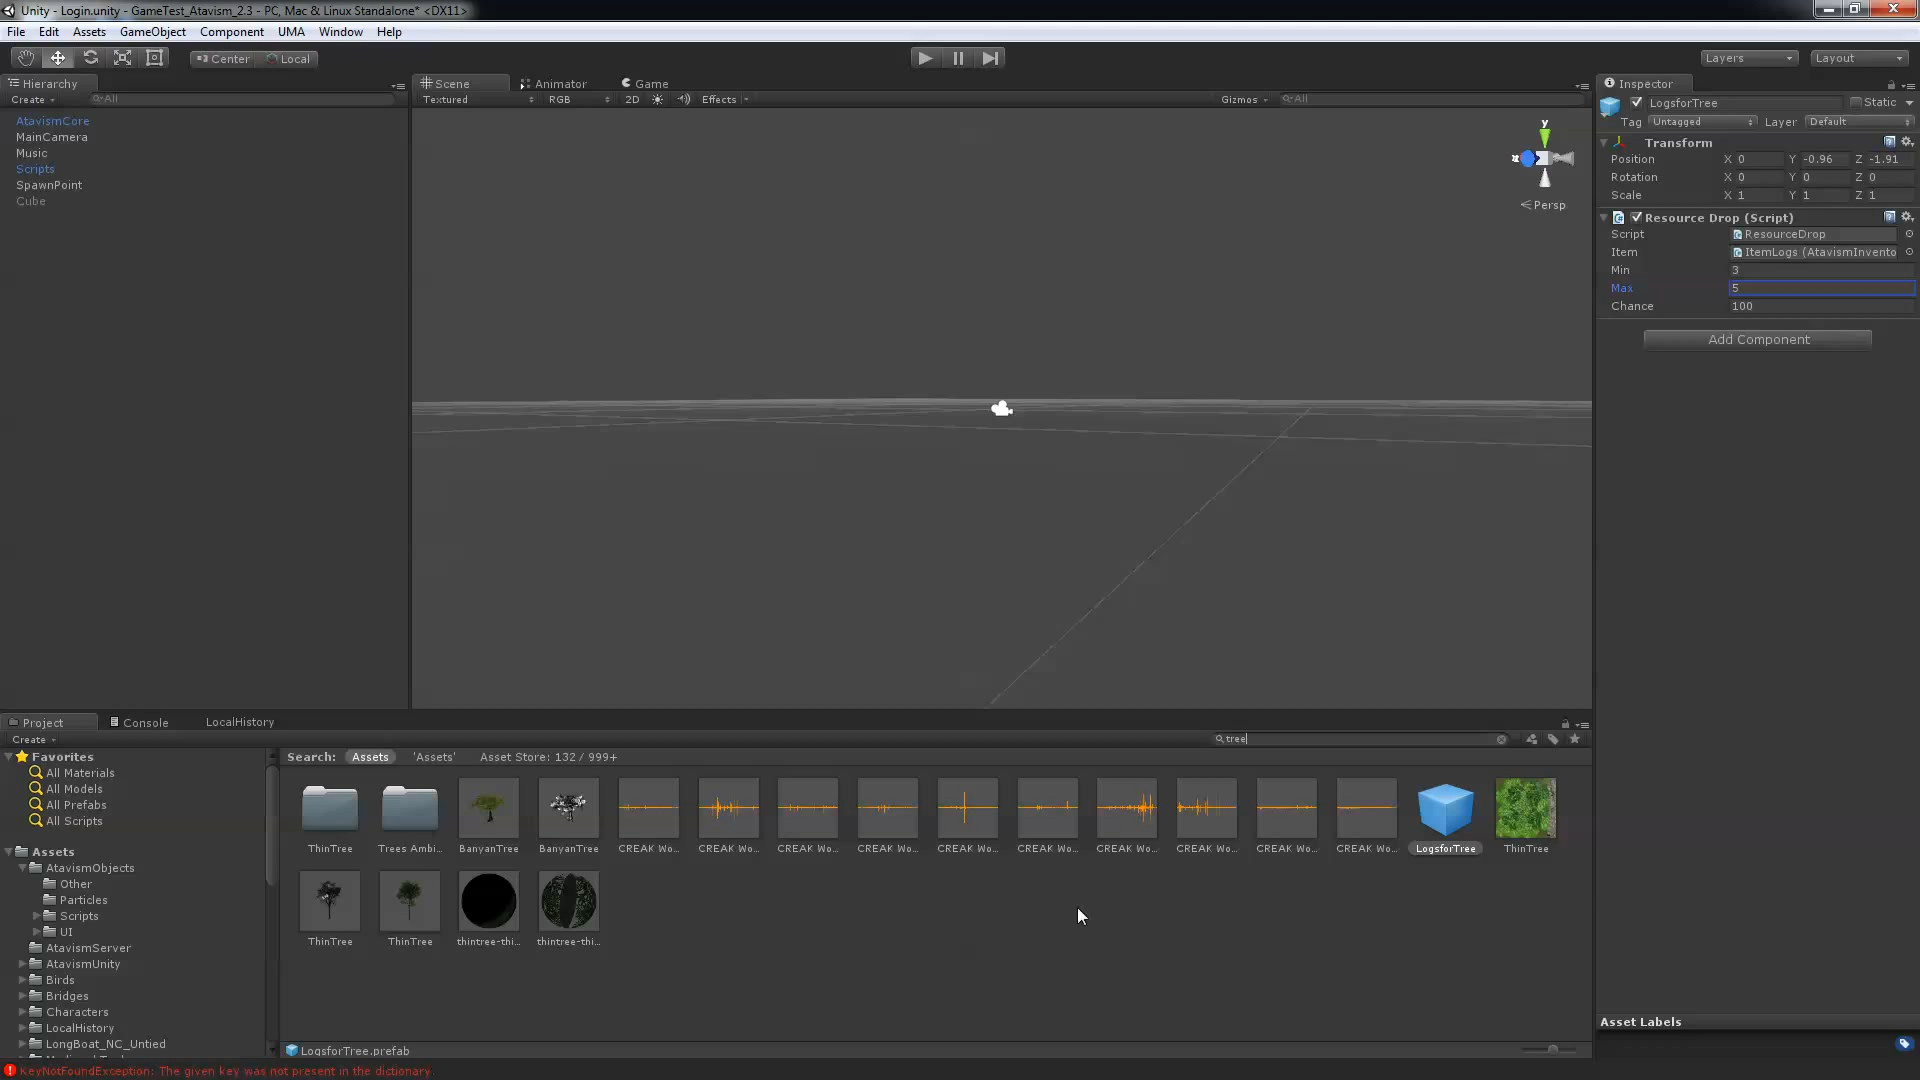 Unity - Login.unity - GameTest_Atavism_2.3 - PC, Mac & Linux Standalone* <DX11>
File Edit Assets GameObject Component UMA Window Help
Center Local Layers Layout
Hierarchy
Create All
AtavismCore
MainCamera
Music
Scripts
SpawnPoint
Cube
Scene Animator Game
Textured RGB 2D Effects Gizmos All
y
Persp
Inspector
LogsforTree Static
Tag Untagged Layer Default
Transform
Position X 0 Y -0.96 Z -1.91
Rotation X 0 Y 0 Z 0
Scale X 1 Y 1 Z 1
Resource Drop (Script)
Script ResourceDrop
Item ItemLogs (AtavismInvento
Min 3
Max 5
Chance 100
Add Component
Project Console LocalHistory
Create tree
Favorites
All Materials
All Models
All Prefabs
All Scripts
Assets
AtavismObjects
Other
Particles
Scripts
UI
AtavismServer
AtavismUnity
Birds
Bridges
Characters
LocalHistory
LongBoat_NC_Untied
Search: Assets 'Assets' Asset Store: 132 / 999+
ThinTree Trees Ambi... BanyanTree BanyanTree CREAK Wo... CREAK Wo... CREAK Wo... CREAK Wo... CREAK Wo... CREAK Wo... CREAK Wo... CREAK Wo... CREAK Wo... CREAK Wo... LogsforTree ThinTree
ThinTree ThinTree thintree-thi... thintree-thi...
LogsforTree.prefab
Asset Labels
KeyNotFoundException: The given key was not present in the dictionary.